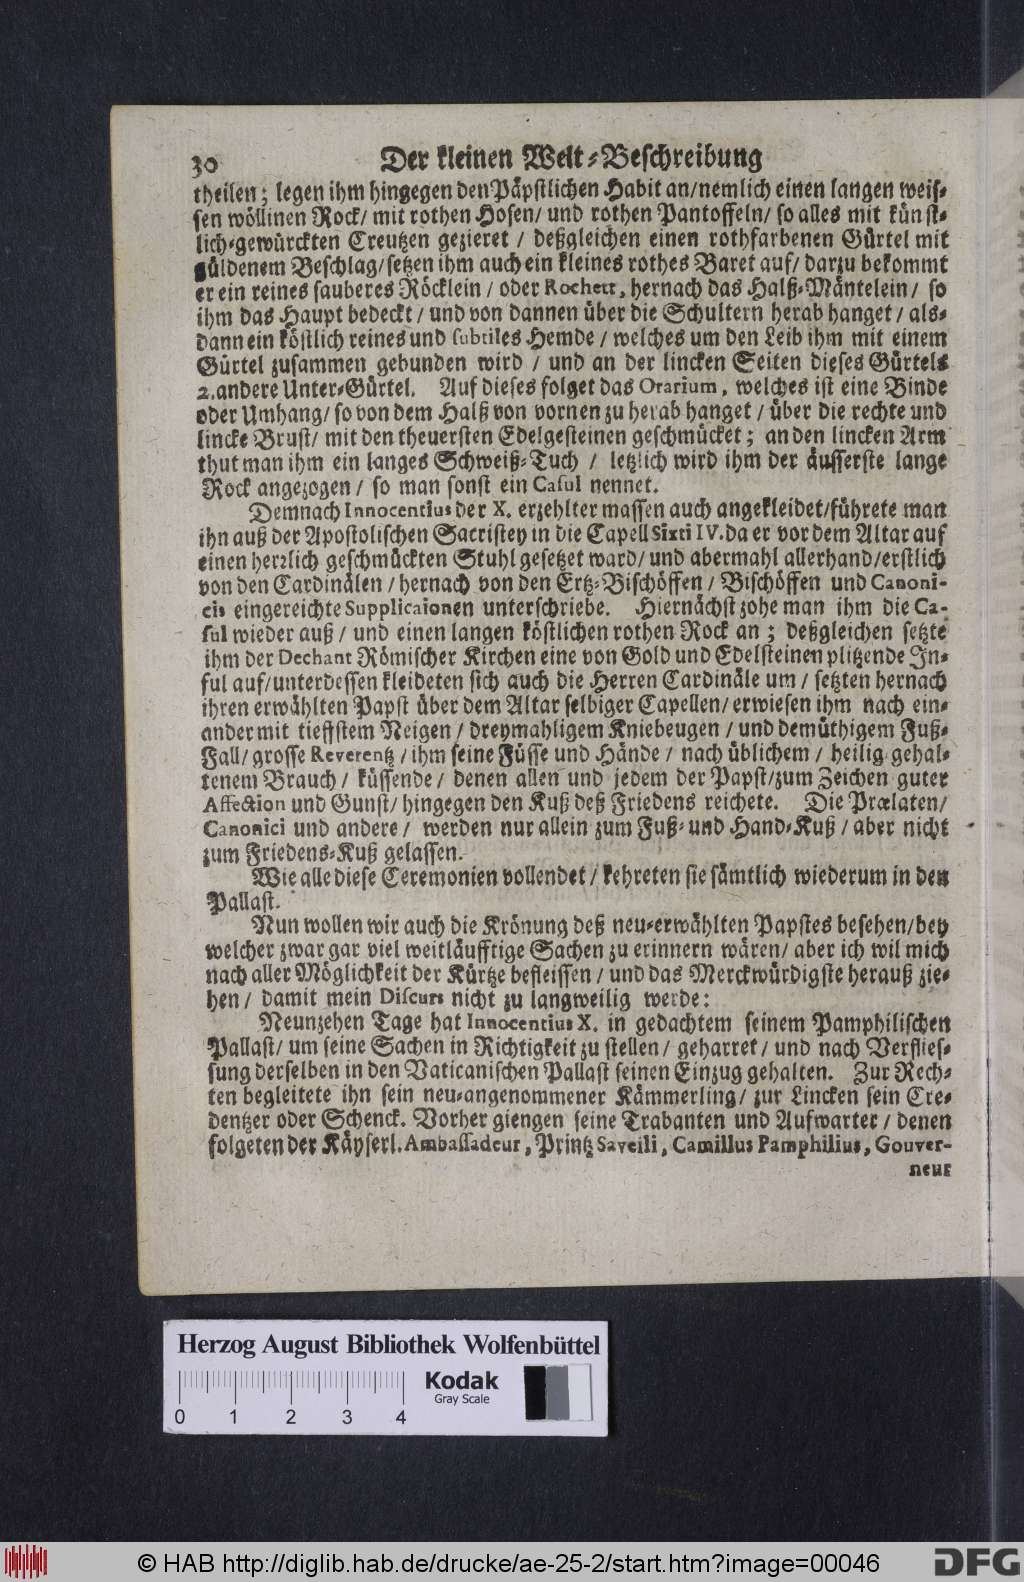 30 Der kleinen Welt-Beschreibung
theilen; legen ihm hingegen den Päpstlichen Habit an/nemlich einen langen weis-
sen wöllinen Rock/ mit rothen Hosen/ und rothen Pantoffeln/ so alles mit künst-
lich-gewürckten Creutzen gezieret / deßgleichen einen rothfarbenen Gürtel mit
güldenem Beschlag/setzen ihm auch ein kleines rothes Baret auf/ darzu bekommt
er ein reines sauberes Röcklein / oder Rochett, hernach das Halß-Mäntelein / so
ihm das Haupt bedeckt / und von dannen über die Schultern herab hanget / als-
dann ein köstlich reines und subtiles Hemde / welches um den Leib ihm mit einem
Gürtel zusammen gebunden wird / und an der lincken Seiten dieses Gürtels
2. andere Unter-Gürtel. Auf dieses folget das Orarium, welches ist eine Binde
oder Umhang/ so von dem Halß von vornen zu herab hanget / über die rechte und
lincke Brust/ mit den theuersten Edelgesteinen geschmücket; an den lincken Arm
thut man ihm ein langes Schweiß-Tuch / letzlich wird ihm der äusserste lange
Rock angezogen / so man sonst ein Casul nennet.
Demnach Innocentius der X. erzehlter massen auch angekleidet/führete man
ihn auß der Apostolischen Sacristey in die Capell Sixti IV. da er vor dem Altar auf
einen herzlich geschmückten Stuhl gesetzet ward/ und abermahl allerhand/erstlich
von den Cardinälen / hernach von den Ertz-Bischöffen / Bischöffen und Canoni-
cis eingereichte Supplicaionen unterschriebe. Hiernächst zohe man ihm die Ca-
sul wieder auß / und einen langen köstlichen rothen Rock an; deßgleichen setzte
ihm der Dechant Römischer Kirchen eine von Gold und Edelsteinen plitzende In-
ful auf/unterdessen kleideten sich auch die Herren Cardinäle um / setzten hernach
ihren erwählten Papst über dem Altar selbiger Capellen/ erwiesen ihm nach ein-
ander mit tieffstem Neigen / dreymahligem Kniebeugen / und demüthigem Fuß-
Fall/ grosse Reverentz / ihm seine Füsse und Hände / nach üblichem / heilig gehal-
tenem Brauch / küssende / denen allen und jedem der Papst/zum Zeichen guter
Affection und Gunst/ hingegen den Kuß deß Friedens reichete. Die Prælaten/
Canonici und andere / werden nur allein zum Fuß- und Hand-Kuß / aber nicht
zum Friedens-Kuß gelassen.
Wie alle diese Ceremonien vollendet / kehreten sie sämtlich wiederum in den
Pallast.
Nun wollen wir auch die Krönung deß neu-erwählten Papstes besehen/bey
welcher zwar gar viel weitläufftige Sachen zu erinnern wären/ aber ich wil mich
nach aller Möglichkeit der Kürtze befleissen / und das Merckwürdigste herauß zie-
hen / damit mein Discurs nicht zu langweilig werde:
Neunzehen Tage hat Innocentius X. in gedachtem seinem Pamphilischen
Pallast/ um seine Sachen in Richtigkeit zu stellen / geharret / und nach Verflies-
sung derselben in den Vaticanischen Pallast seinen Einzug gehalten. Zur Rech-
ten begleitete ihn sein neu-angenommener Kämmerling/ zur Lincken sein Cre-
dentzer oder Schenck. Vorher giengen seine Trabanten und Aufwarter / denen
folgeten der Käyserl. Ambassadeur, Printz Savelli, Camillus Pamphilius, Gouver-
neur
Herzog August Bibliothek Wolfenbüttel
Kodak
Gray Scale
0 1 2 3 4
© HAB http://diglib.hab.de/drucke/ae-25-2/start.htm?image=00046
DFG